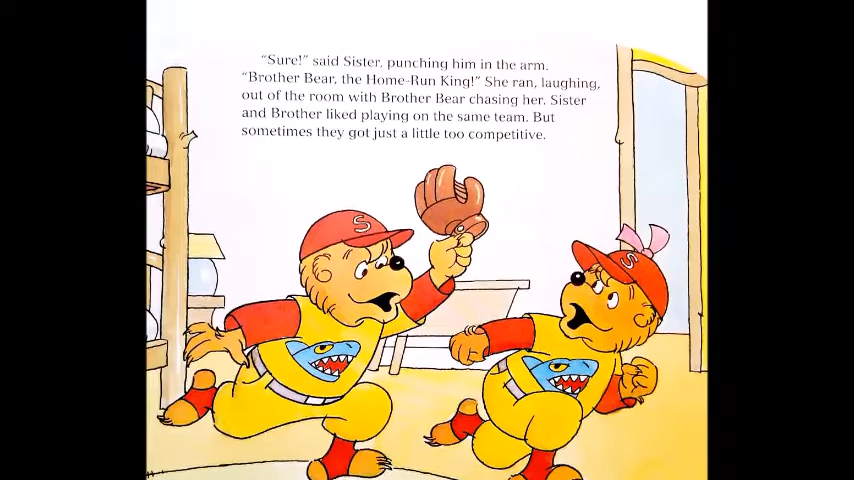 “Sure!” said Sister, punching him in the arm.
“Brother Bear, the Home-Run King!” She ran, laughing,
out of the room with Brother Bear chasing her. Sister
and Brother liked playing on the same team. But
sometimes they got just a little too competitive.
S
S